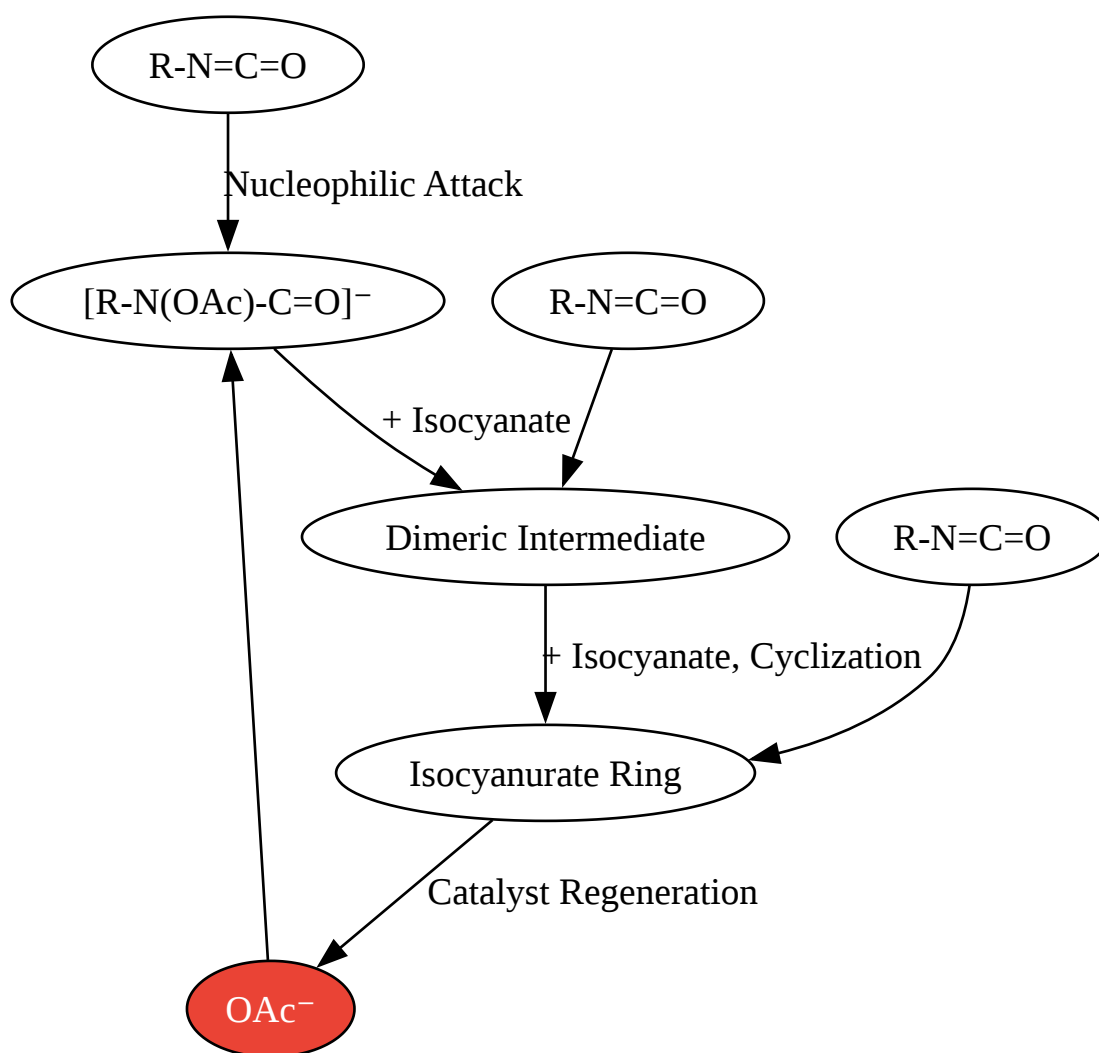 R-N=C=O
Nucleophilic Attack
[R-N(OAc)-C=O]⁻
R-N=C=O
+ Isocyanate
Dimeric Intermediate
R-N=C=O
+ Isocyanate, Cyclization
Isocyanurate Ring
Catalyst Regeneration
OAc⁻